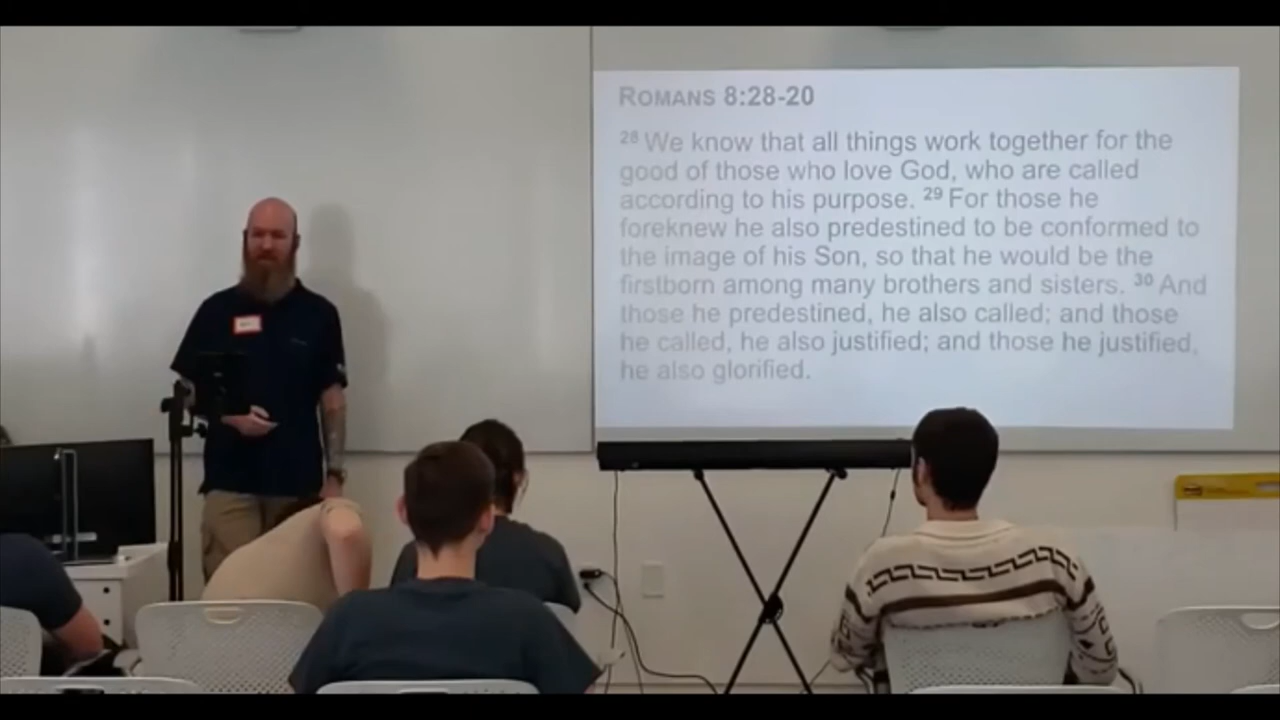 ROMANS 8:28-20
28 We know that all things work together for the
good of those who love God, who are called
according to his purpose. 29 For those he
foreknew he also predestined to be conformed to
the image of his Son, so that he would be the
firstborn among many brothers and sisters. 30 And
those he predestined, he also called; and those
he called, he also justified; and those he justified,
he also glorified.